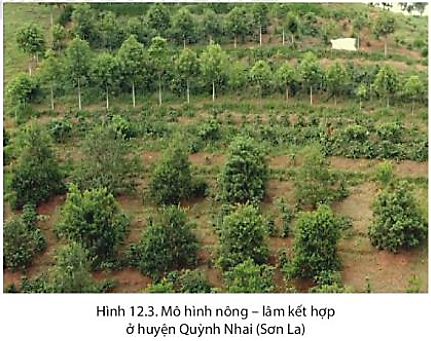 Hình 12.3. Mô hình nông – lâm kết hợp
ở huyện Quỳnh Nhai (Sơn La)